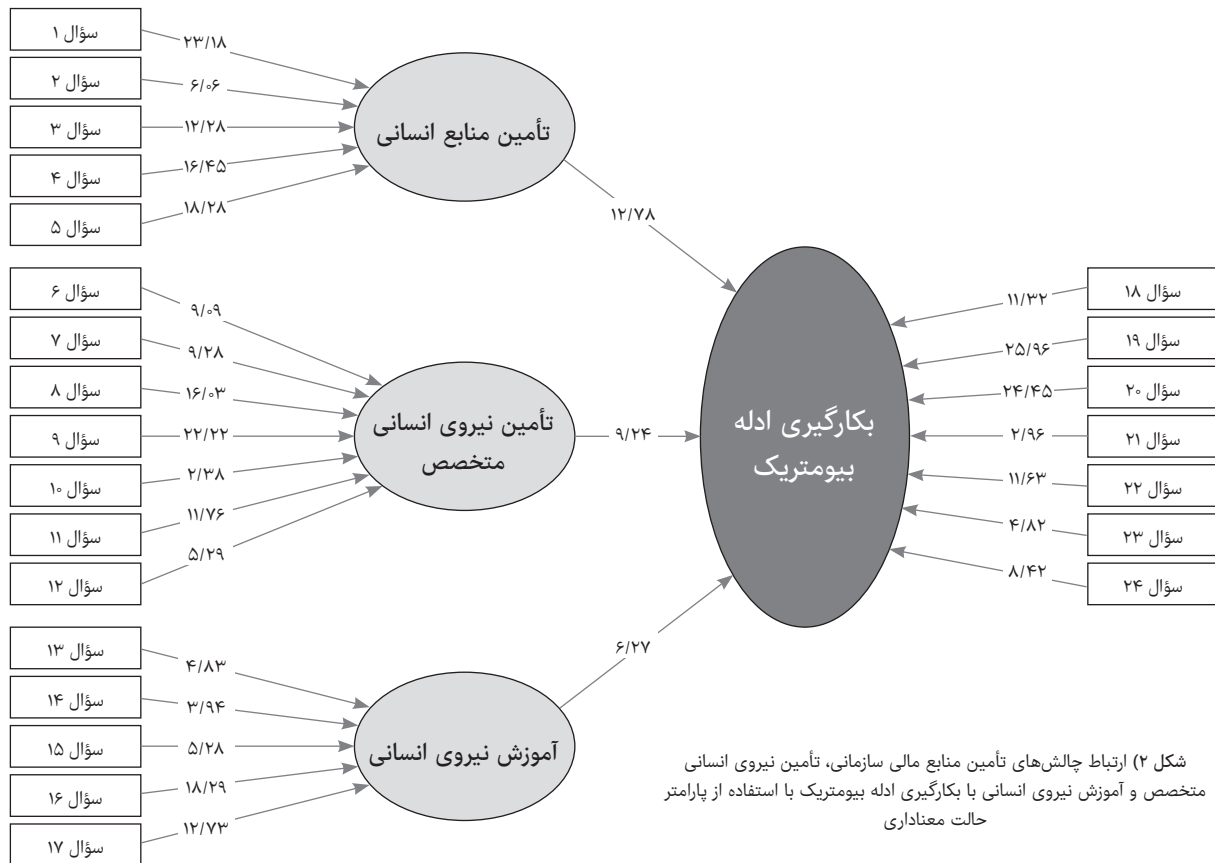 سؤال ۱
سؤال ۲
سؤال ۳
سؤال ۴
سؤال ۵
۲۳/۱۸
۶/۰۶
۱۲/۲۸
۱۶/۴۵
۱۸/۲۸
تأمین منابع انسانی
۱۲/۷۸
سؤال ۶
سؤال ۷
سؤال ۸
سؤال ۹
سؤال ۱۰
سؤال ۱۱
سؤال ۱۲
۹/۰۹
۹/۲۸
۱۶/۰۳
۲۲/۲۲
۲/۳۸
۱۱/۷۶
۵/۲۹
تأمین نیروی انسانی
متخصص
۹/۲۴
سؤال ۱۳
سؤال ۱۴
سؤال ۱۵
سؤال ۱۶
سؤال ۱۷
۴/۸۳
۳/۹۴
۵/۲۸
۱۸/۲۹
۱۲/۷۳
آموزش نیروی انسانی
۶/۲۷
بکارگیری ادله
بیومتریک
۱۱/۳۲
۲۵/۹۶
۲۴/۴۵
۲/۹۶
۱۱/۶۳
۴/۸۲
۸/۴۲
سؤال ۱۸
سؤال ۱۹
سؤال ۲۰
سؤال ۲۱
سؤال ۲۲
سؤال ۲۳
سؤال ۲۴
شکل ۲) ارتباط چالش‌های تأمین منابع مالی سازمانی، تأمین نیروی انسانی
متخصص و آموزش نیروی انسانی با بکارگیری ادله بیومتریک با استفاده از پارامتر
حالت معناداری